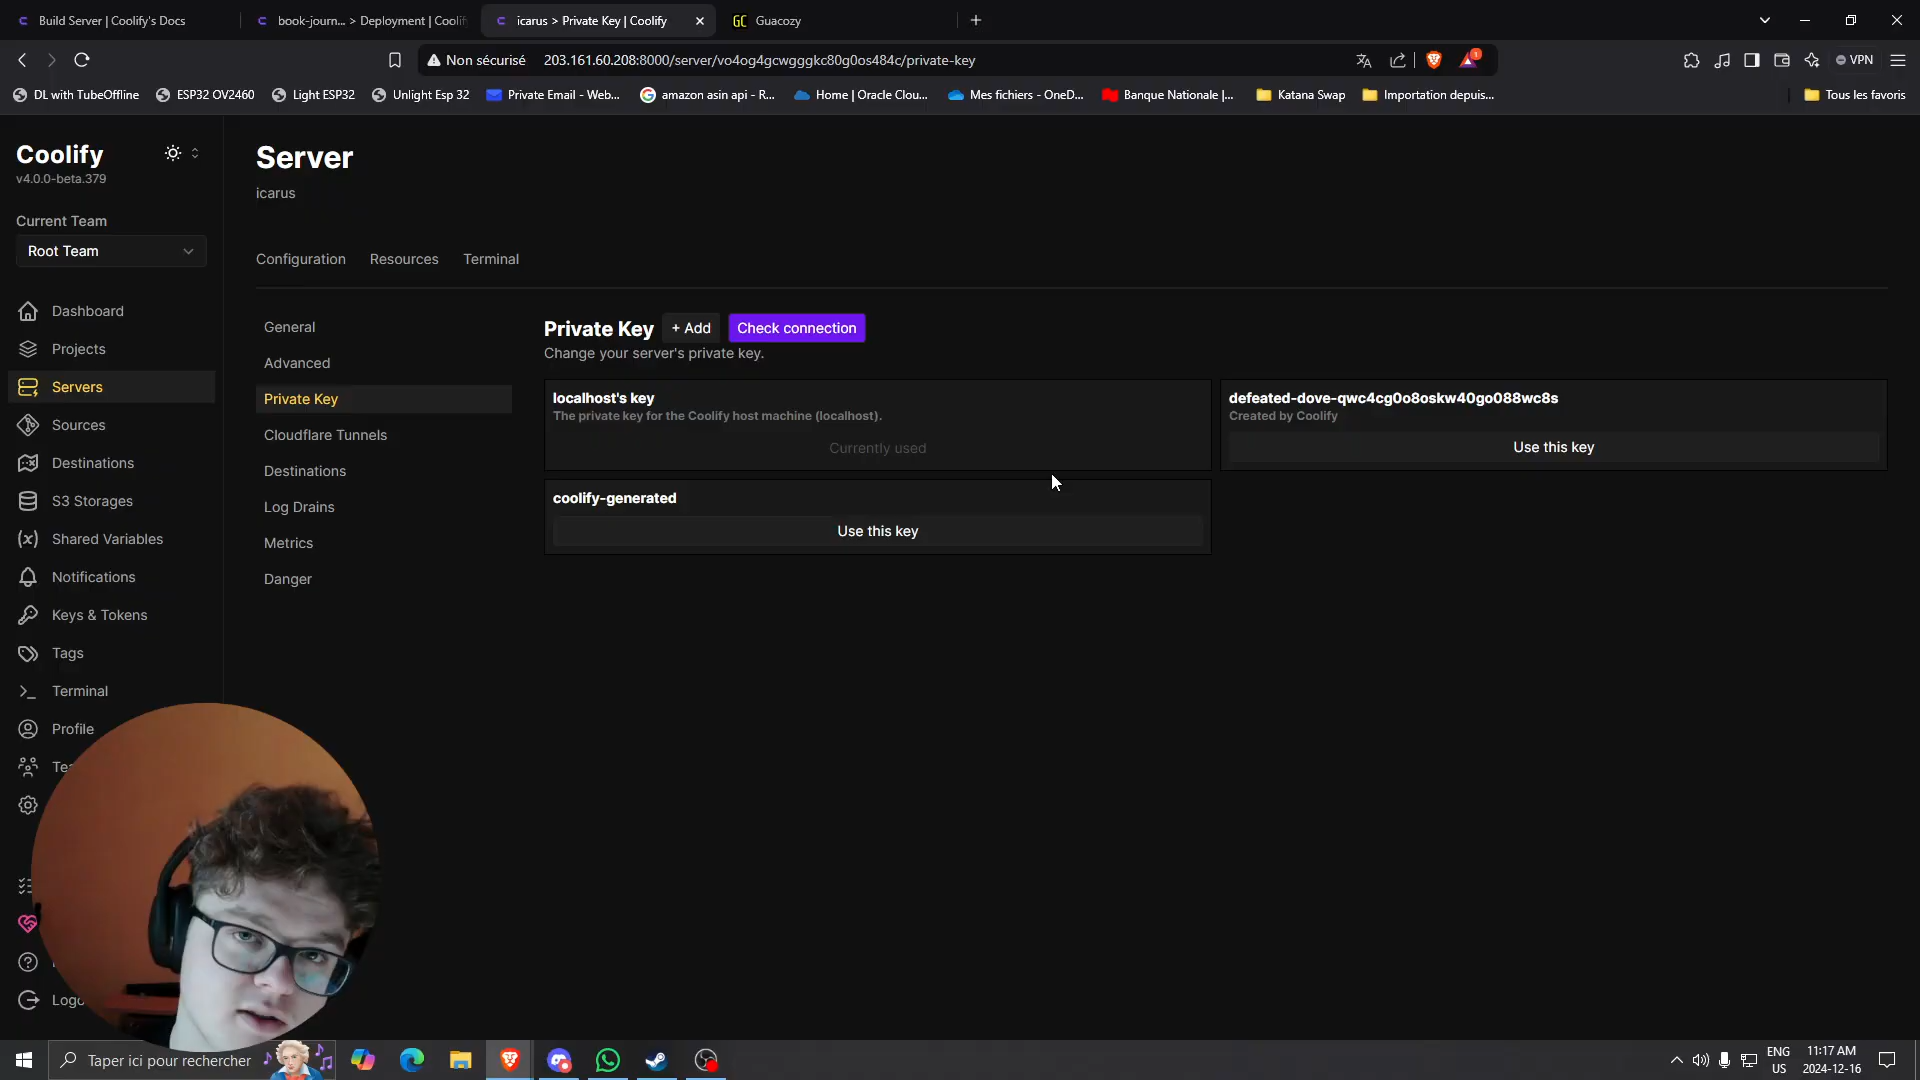 Build Server | Coolify's Docs
book-journ... > Deployment | Coolif
icarus > Private Key | Coolify
GC Guacozy
Non sécurisé
203.161.60.208:8000/server/vo4og4gcwgggkc80g0os484c/private-key
1
VPN
DL with TubeOffline
ESP32 OV2460
Light ESP32
Unlight Esp 32
Private Email - Web...
amazon asin api - R...
Home | Oracle Clou...
Mes fichiers - OneD...
Banque Nationale |...
Katana Swap
Importation depuis...
Tous les favoris
Coolify
v4.0.0-beta.379
Current Team
Root Team
Dashboard
Projects
Servers
Sources
Destinations
S3 Storages
Shared Variables
Notifications
Keys & Tokens
Tags
Terminal
Profile
Te
Logo
Server
icarus
Configuration
Resources
Terminal
General
Advanced
Private Key
Cloudflare Tunnels
Destinations
Log Drains
Metrics
Danger
Private Key
+ Add
Check connection
Change your server's private key.
localhost's key
The private key for the Coolify host machine (localhost).
Currently used
defeated-dove-qwc4cg0o8oskw40go088wc8s
Created by Coolify
Use this key
coolify-generated
Use this key
Taper ici pour rechercher
ENG
US
11:17 AM
2024-12-16